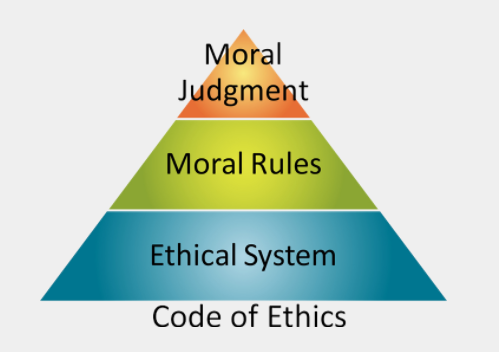 Moral
Judgment
Moral Rules
Ethical System
Code of Ethics